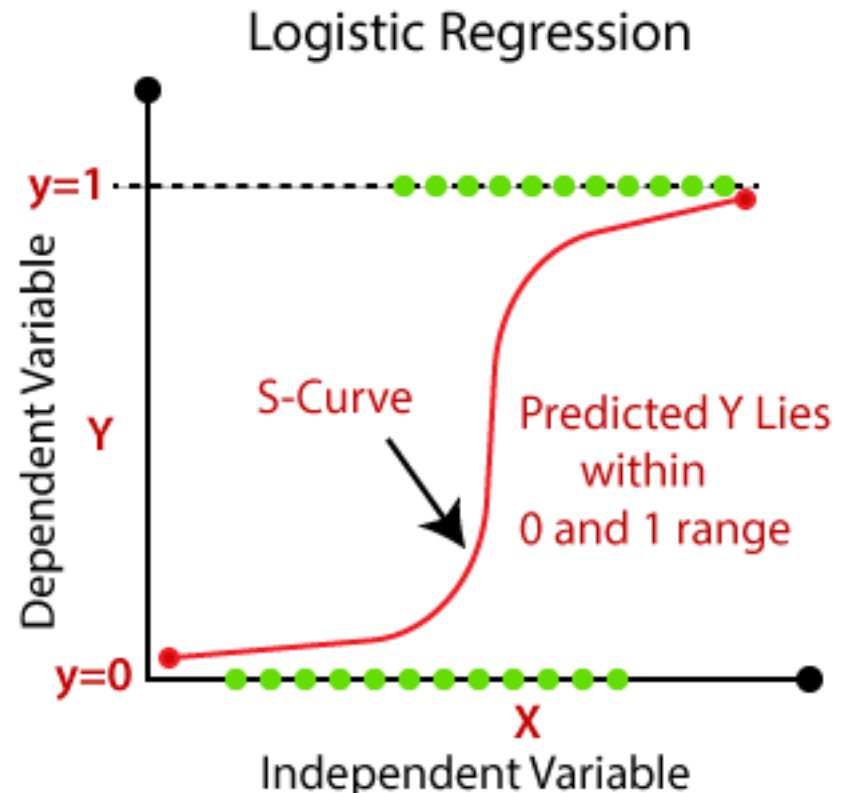 Logistic Regression
y=1
Dependent Variable
Y
S-Curve
Predicted Y Lies
within
0 and 1 range
y=0
X
Independent Variable